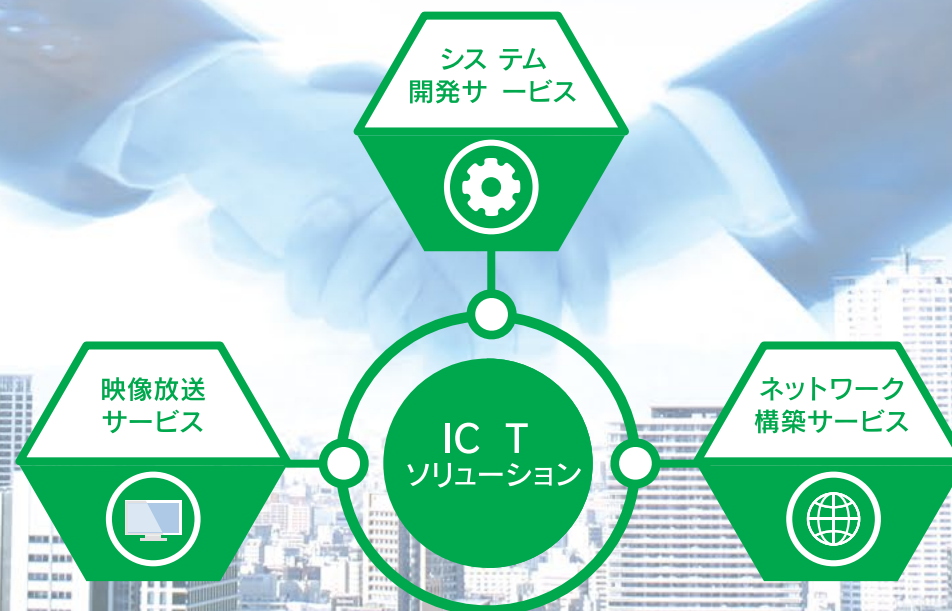 システム
開発サービス
映像放送
サービス
ネットワーク
構築サービス
ICT
ソリューション